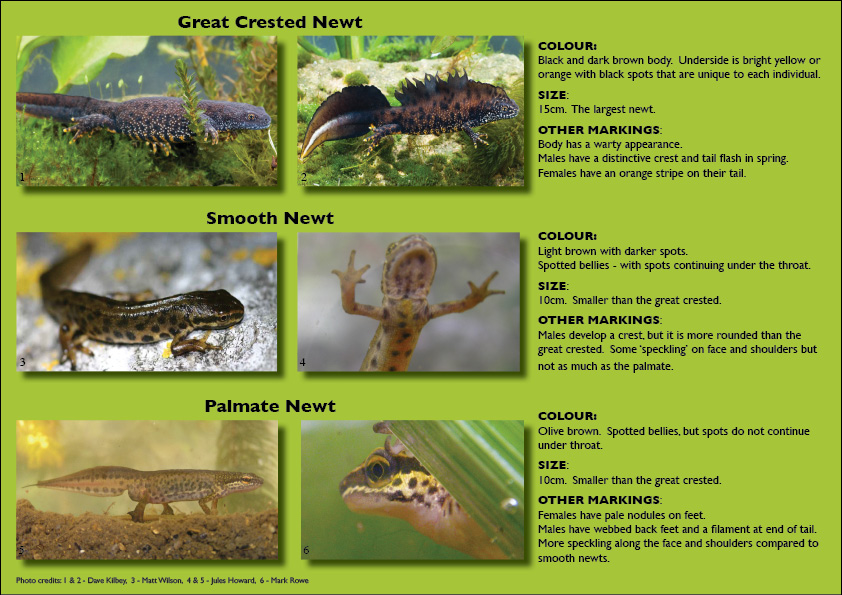 Great Crested Newt
1
2
COLOUR:
Black and dark brown body. Underside is bright yellow or
orange with black spots that are unique to each individual.
SIZE:
15cm. The largest newt.
OTHER MARKINGS:
Body has a warty appearance.
Males have a distinctive crest and tail flash in spring.
Females have an orange stripe on their tail.
Smooth Newt
3
4
COLOUR:
Light brown with darker spots.
Spotted bellies - with spots continuing under the throat.
SIZE:
10cm. Smaller than the great crested.
OTHER MARKINGS:
Males develop a crest, but it is more rounded than the
great crested. Some 'speckling' on face and shoulders but
not as much as the palmate.
Palmate Newt
5
6
COLOUR:
Olive brown. Spotted bellies, but spots do not continue
under throat.
SIZE:
10cm. Smaller than the great crested.
OTHER MARKINGS:
Females have pale nodules on feet.
Males have webbed back feet and a filament at end of tail.
More speckling along the face and shoulders compared to
smooth newts.
Photo credits: 1 & 2 - Dave Kilbey, 3 - Matt Wilson, 4 & 5 - Jules Howard, 6 - Mark Rowe